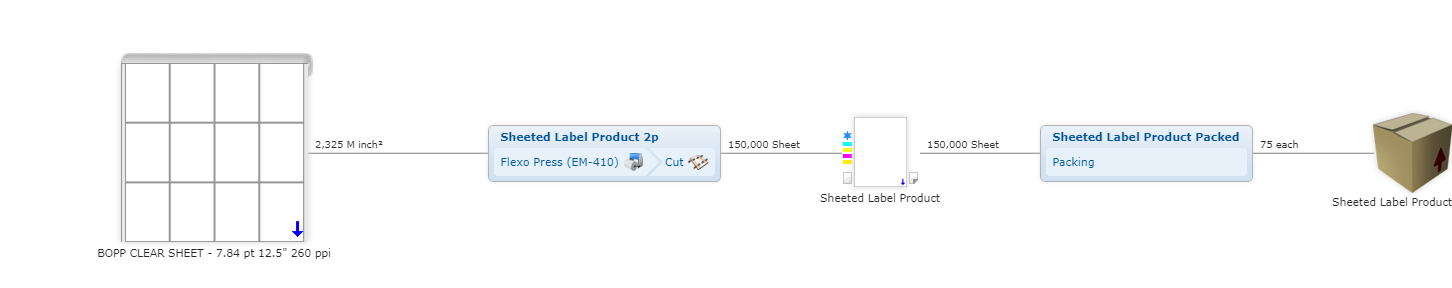 2,325 M inch²
BOPP CLEAR SHEET - 7.84 pt 12.5" 260 ppi
Sheeted Label Product 2p
Flexo Press (EM-410) Cut
150,000 Sheet
Sheeted Label Product
150,000 Sheet
Sheeted Label Product Packed
Packing
75 each
Sheeted Label Product